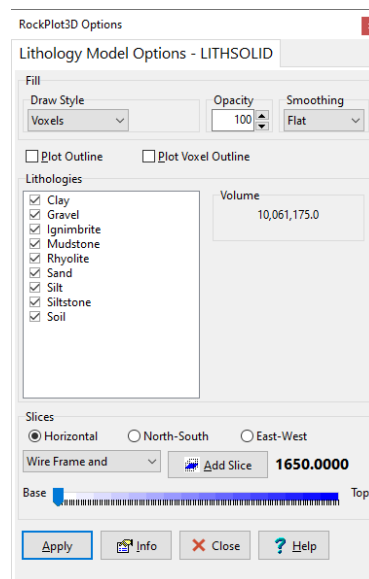 RockPlot3D Options
Lithology Model Options - LITHSOLID
Fill
Draw Style
Opacity
Smoothing
Voxels
100
Flat
Plot Outline
Plot Voxel Outline
Lithologies
Clay
Gravel
Ignimbrite
Mudstone
Rhyolite
Sand
Silt
Siltstone
Soil
Volume
10,061,175.0
Slices
Horizontal
North-South
East-West
Wire Frame and
Add Slice
1650.0000
Base
Top
Apply
Info
Close
? Help